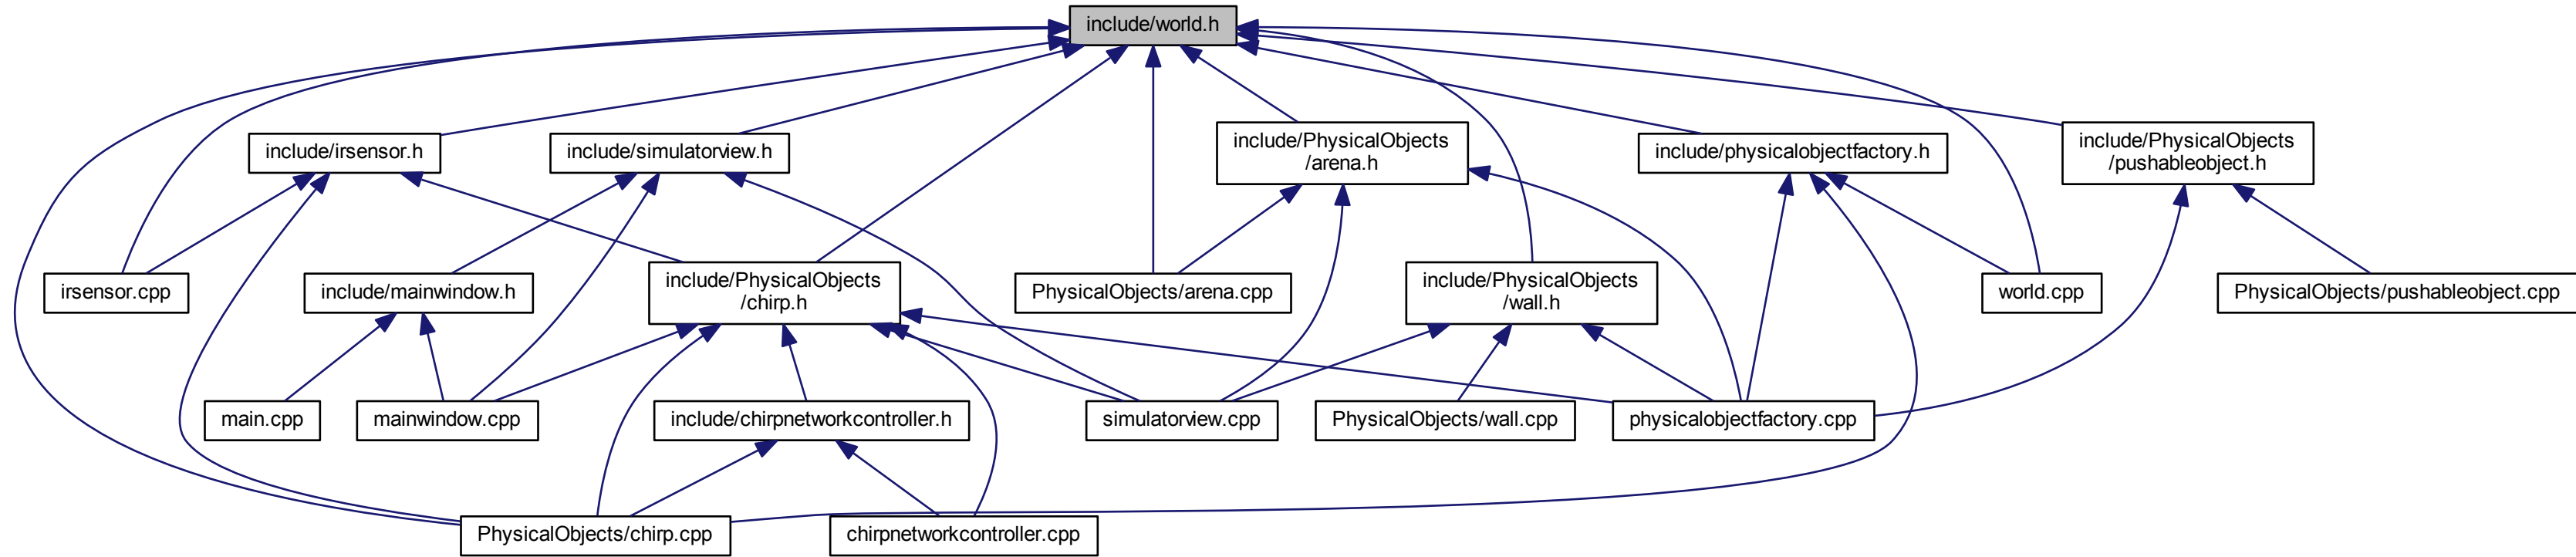 include/world.h
include/irsensor.h
include/simulatorview.h
include/PhysicalObjects
/arena.h
include/physicalobjectfactory.h
include/PhysicalObjects
/pushableobject.h
irsensor.cpp
include/mainwindow.h
include/PhysicalObjects
/chirp.h
PhysicalObjects/arena.cpp
include/PhysicalObjects
/wall.h
world.cpp
PhysicalObjects/pushableobject.cpp
main.cpp
mainwindow.cpp
include/chirpnetworkcontroller.h
simulatorview.cpp
PhysicalObjects/wall.cpp
physicalobjectfactory.cpp
PhysicalObjects/chirp.cpp
chirpnetworkcontroller.cpp